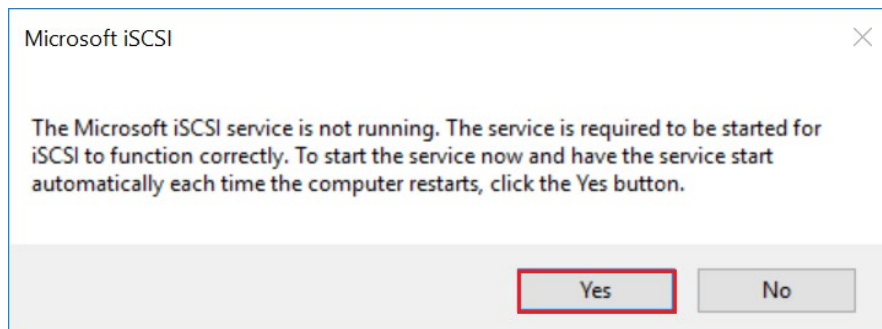 Microsoft iSCSI
The Microsoft iSCSI service is not running. The service is required to be started for
iSCSI to function correctly. To start the service now and have the service start
automatically each time the computer restarts, click the Yes button.
Yes
No